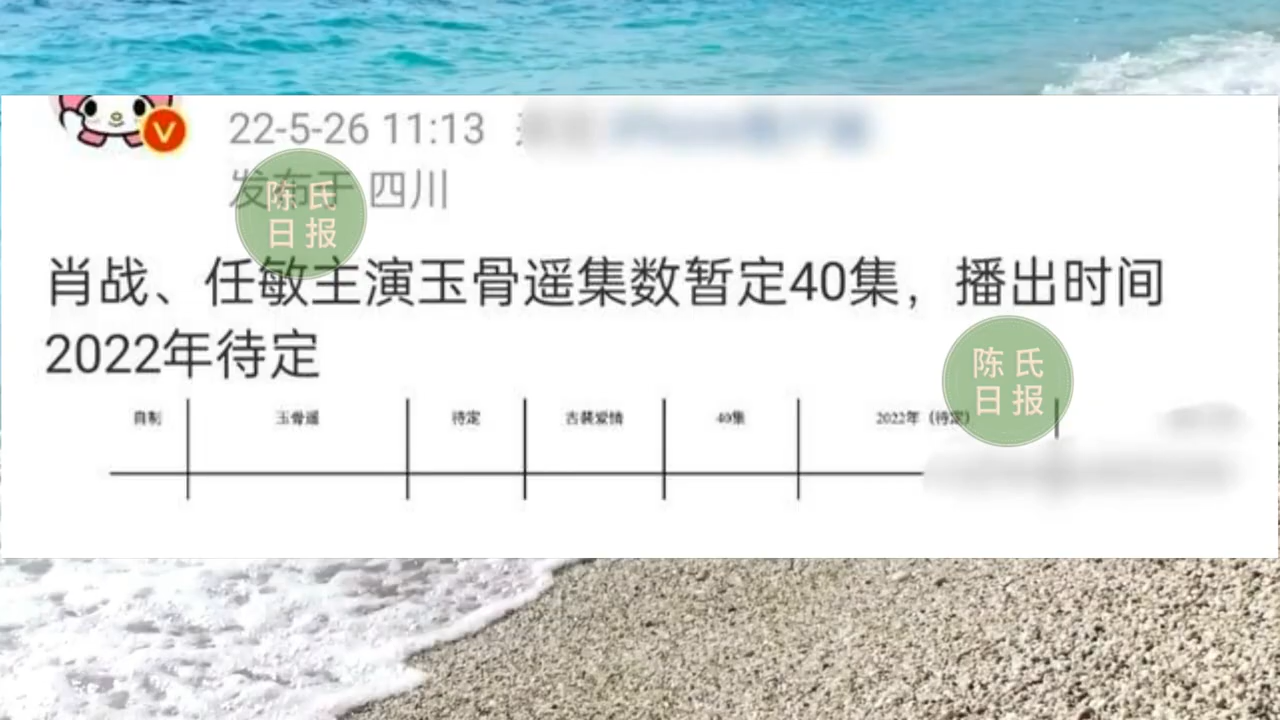 V
22-5-26 11:13
发布于 四川
陈氏
日报
肖战、任敏主演玉骨遥集数暂定40集，播出时间
2022年待定
陈氏
日报
自制 玉骨遥 待定 古装爱情 40集 2022年（待定）